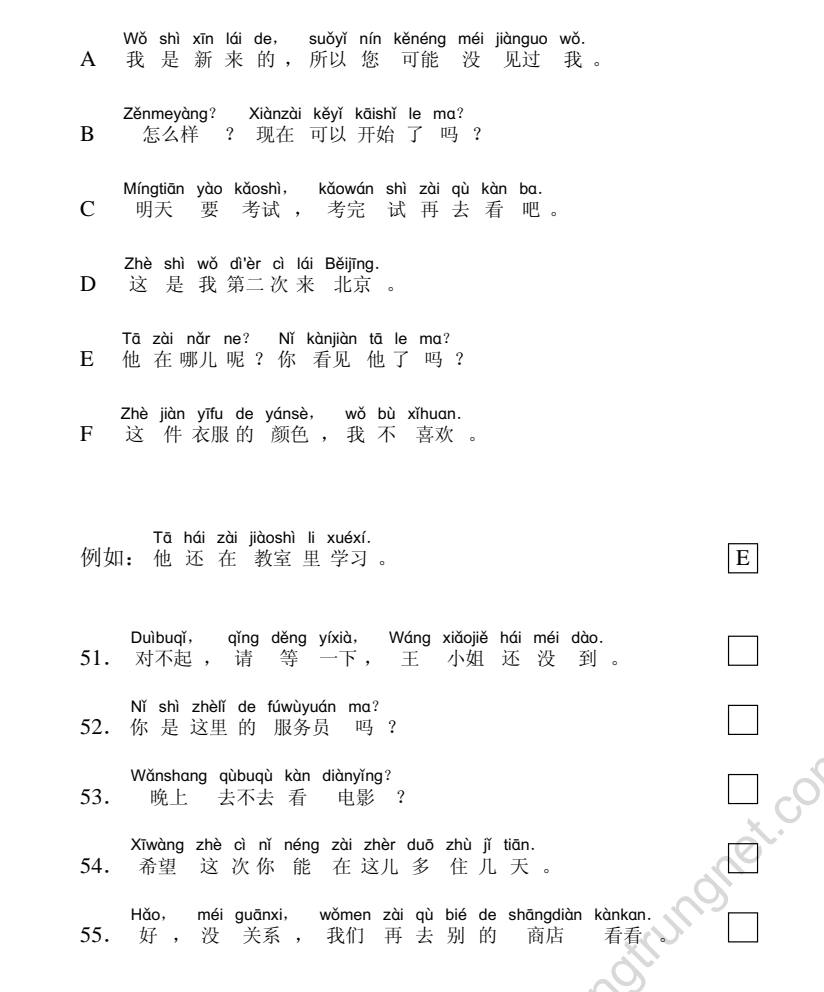 Wǒ shì xīn lái de， suǒyǐ nín kěnéng méi jiànguo wǒ.
A 我 是 新 来 的 ，所以 您 可能 没 见过 我 。
Zěnmeyàng？ Xiànzài kěyǐ kāishǐ le ma？
B 怎么样 ？ 现在 可以 开始 了 吗 ？
Míngtiān yào kǎoshì， kǎowán shì zài qù kàn ba.
C 明天 要 考试 ， 考完 试 再 去 看 吧 。
Zhè shì wǒ dì'èr cì lái Běijīng.
D 这 是 我 第二 次 来 北京 。
Tā zài nǎr ne？ Nǐ kànjiàn tā le ma？
E 他 在 哪儿 呢 ？ 你 看见 他 了 吗 ？
Zhè jiàn yīfu de yánsè， wǒ bù xǐhuan.
F 这 件 衣服 的 颜色 ，我 不 喜欢 。
Tā hái zài jiàoshì li xuéxí.
例如： 他 还 在 教室 里 学习 。 E
Duìbuqǐ， qǐng děng yíxià， Wáng xiǎojiě hái méi dào.
51． 对不起 ， 请 等 一下 ， 王 小姐 还 没 到 。
Nǐ shì zhèlǐ de fúwùyuán ma？
52． 你 是 这里 的 服务员 吗 ？
Wǎnshang qùbuqù kàn diànyǐng？
53． 晚上 去不去 看 电影 ？
Xīwàng zhè cì nǐ néng zài zhèr duō zhù jǐ tiān.
54． 希望 这 次 你 能 在 这儿 多 住 几 天 。
Hǎo， méi guānxi， wǒmen zài qù bié de shāngdiàn kànkan.
55． 好 ， 没 关系 ， 我们 再 去 别 的 商店 看看 。